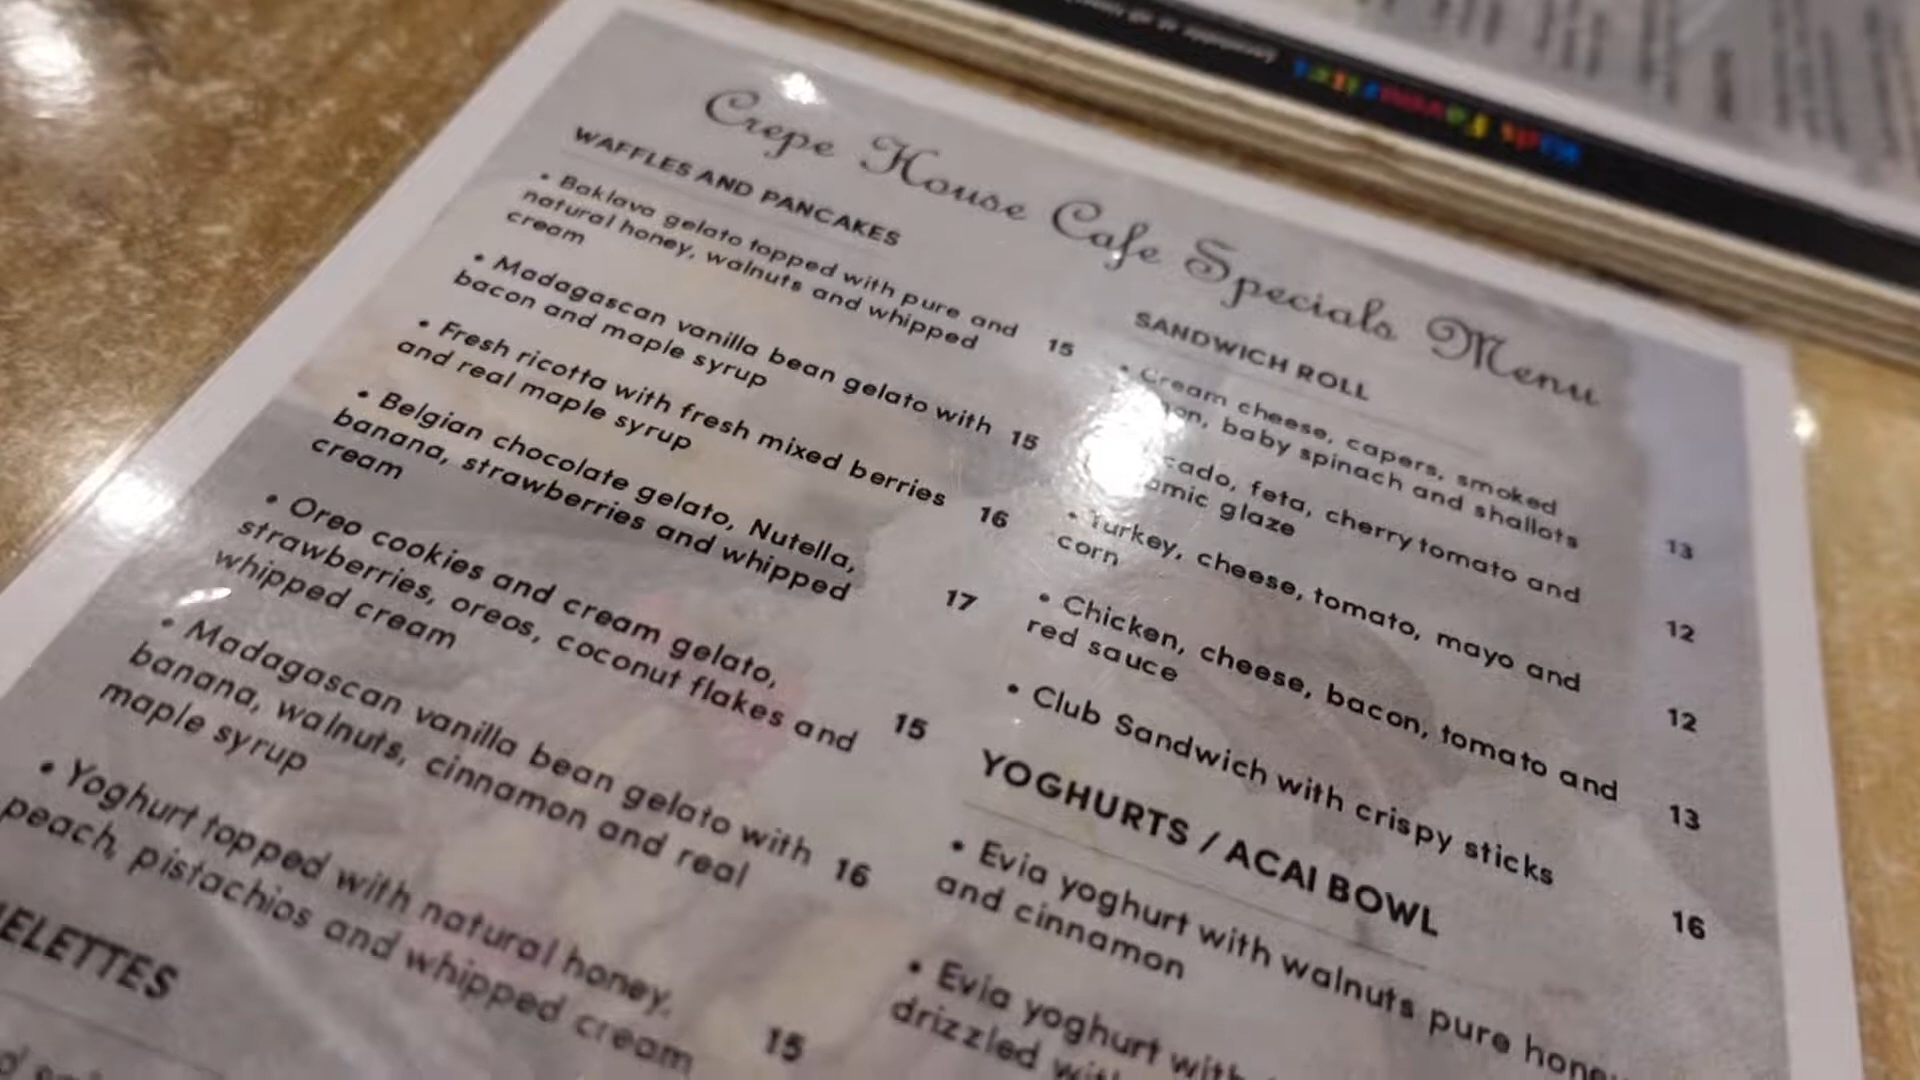 Crepe House Cafe Specials Menu
WAFFLES AND PANCAKES
• Baklava gelato topped with pure and
natural honey, walnuts and whipped
cream 15
• Madagascan vanilla bean gelato with
bacon and maple syrup 15
• Fresh ricotta with fresh mixed berries
and real maple syrup 16
• Belgian chocolate gelato, Nutella,
banana, strawberries and whipped
cream 17
• Oreo cookies and cream gelato,
strawberries, oreos, coconut flakes and
whipped cream 15
• Madagascan vanilla bean gelato with
banana, walnuts, cinnamon and real
maple syrup 16
• Yoghurt topped with natural honey,
peach, pistachios and whipped cream 15
SANDWICH ROLL
• Cream cheese, capers, smoked
baby spinach and shallots 13
feta, cherry tomato and
glaze 12
• Turkey, cheese, tomato, mayo and
corn 12
• Chicken, cheese, bacon, tomato and
red sauce 13
• Club Sandwich with crispy sticks 16
YOGHURTS / ACAI BOWL
• Evia yoghurt with walnuts pure honey
and cinnamon
• Evia yoghurt with
drizzled with